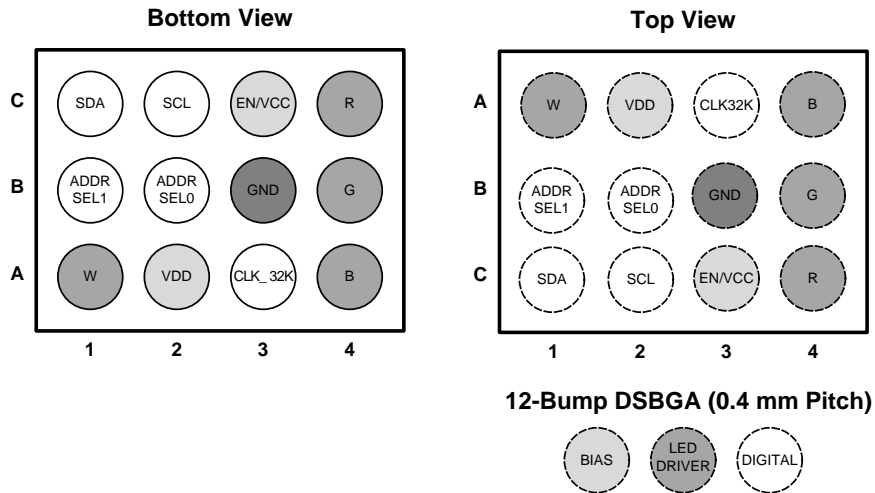 Bottom View
C SDA SCL EN/VCC R
B ADDR SEL1 ADDR SEL0 GND G
A W VDD CLK_ 32K B
1 2 3 4
Top View
A W VDD CLK32K B
B ADDR SEL1 ADDR SEL0 GND G
C SDA SCL EN/VCC R
1 2 3 4
12-Bump DSBGA (0.4 mm Pitch)
BIAS LED DRIVER DIGITAL